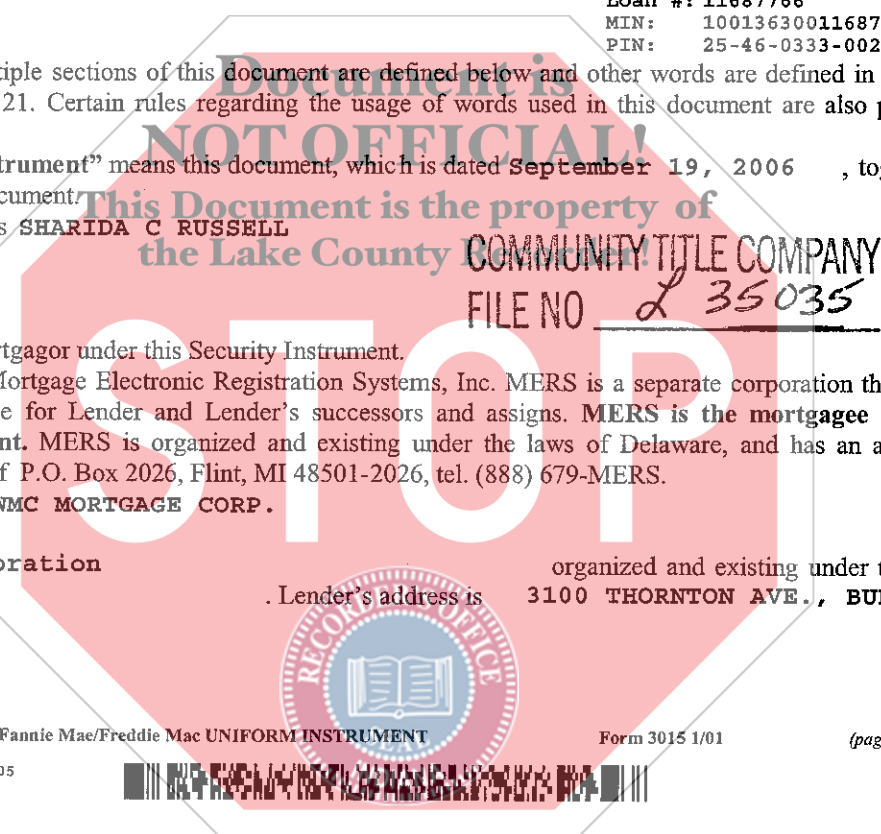 Loan #: 11687766
MIN: 10013630011687
PIN: 25-46-0333-002
tiple sections of this document are defined below and other words are defined in
21. Certain rules regarding the usage of words used in this document are also p
Document is
NOT OFFICIAL!
This Document is the property of
the Lake County Recorder!
trument” means this document, which is dated September 19, 2006 , tog
cument.
s SHARIDA C RUSSELL
COMMUNITY TITLE COMPANY
FILE NO L 35035
STOP
rtgagor under this Security Instrument.
Mortgage Electronic Registration Systems, Inc. MERS is a separate corporation th
e for Lender and Lender's successors and assigns. MERS is the mortgagee
nt. MERS is organized and existing under the laws of Delaware, and has an a
f P.O. Box 2026, Flint, MI 48501-2026, tel. (888) 679-MERS.
WMC MORTGAGE CORP.
oration organized and existing under t
. Lender's address is 3100 THORNTON AVE., BU
RECORDER'S OFFICE
SEAL
Fannie Mae/Freddie Mac UNIFORM INSTRUMENT Form 3015 1/01 (pag
05